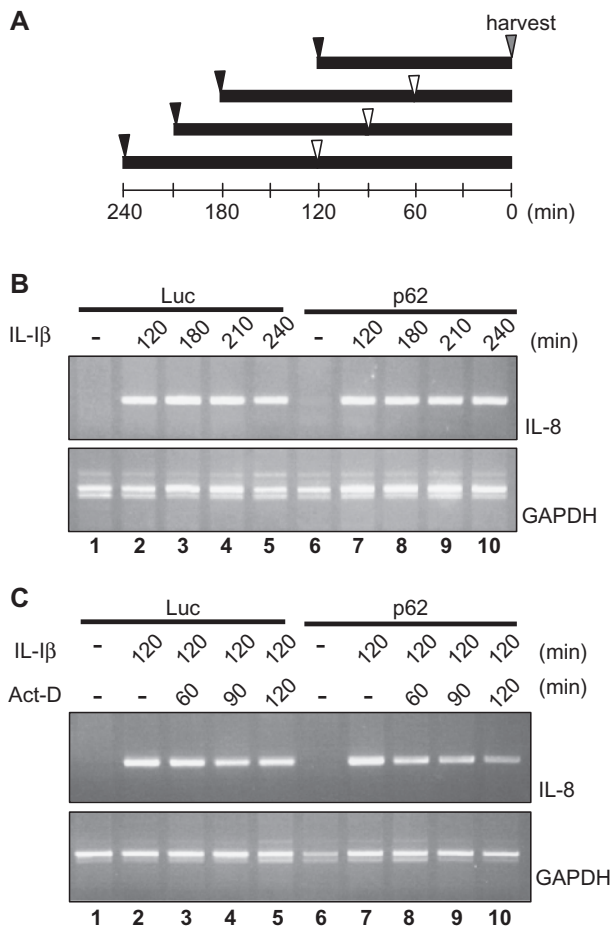 A
harvest
240 180 120 60 0 (min)
B
Luc p62
IL-Iβ - 120 180 210 240 - 120 180 210 240 (min)
IL-8
GAPDH
1 2 3 4 5 6 7 8 9 10
C
Luc p62
IL-Iβ - 120 120 120 120 - 120 120 120 120 (min)
Act-D - - 60 90 120 - - 60 90 120 (min)
IL-8
GAPDH
1 2 3 4 5 6 7 8 9 10